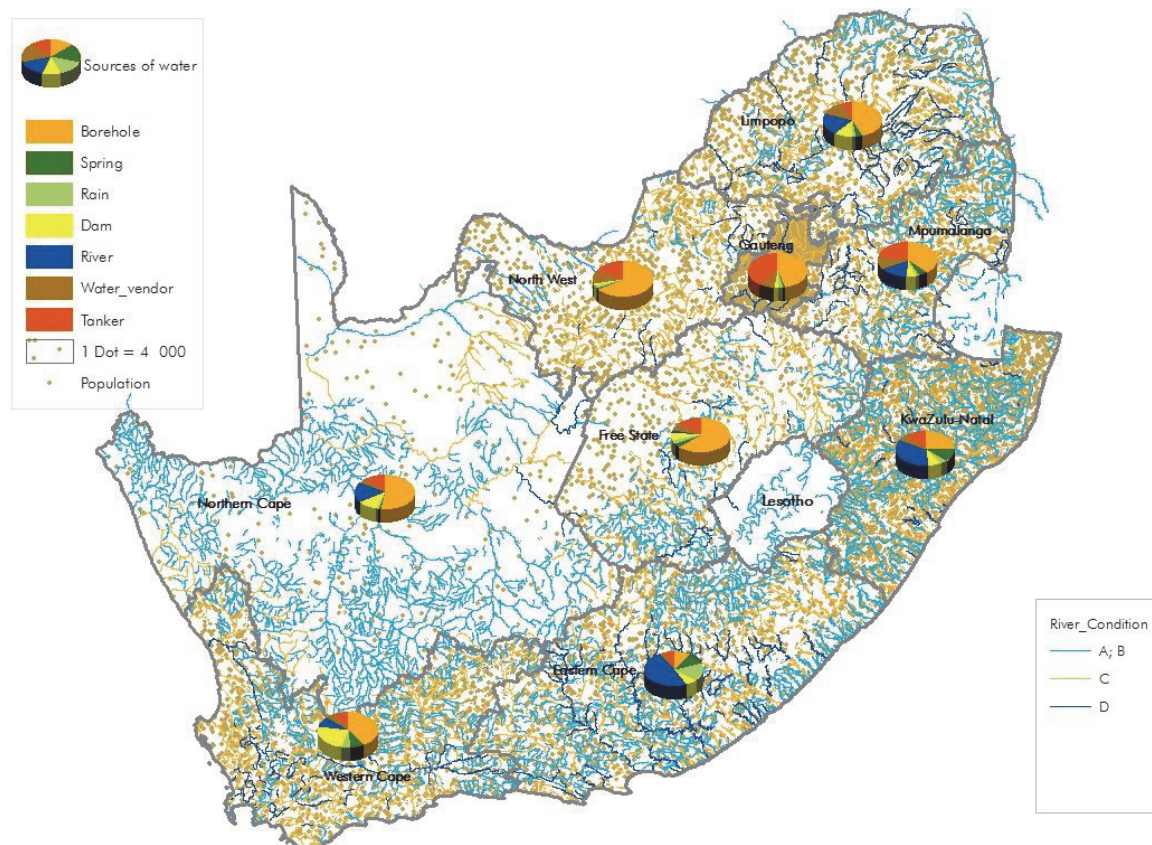 Sources of water
Borehole
Spring
Rain
Dam
River
Water_vendor
Tanker
1 Dot = 4 000
Population
Limpopo
Mpumalanga
Gauteng
North West
KwaZulu-Natal
Free State
Lesotho
Northern Cape
Eastern Cape
Western Cape
River_Condition
A; B
C
D